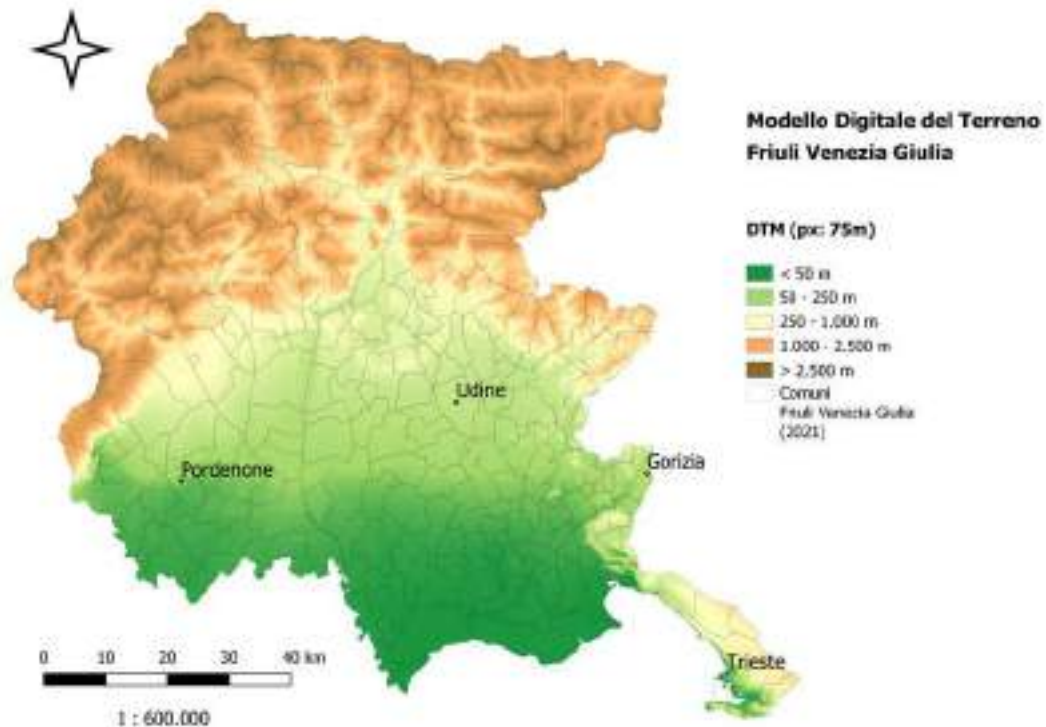 Modello Digitale del Terreno
Friuli Venezia Giulia
DTM (px: 75m)
< 50 m
50 - 250 m
250 - 1.000 m
1.000 - 2.500 m
> 2.500 m
Comuni
Friuli Venezia Giulia
(2021)
Udine
Pordenone
Gorizia
Trieste
0 10 20 30 40 km
1 : 600.000